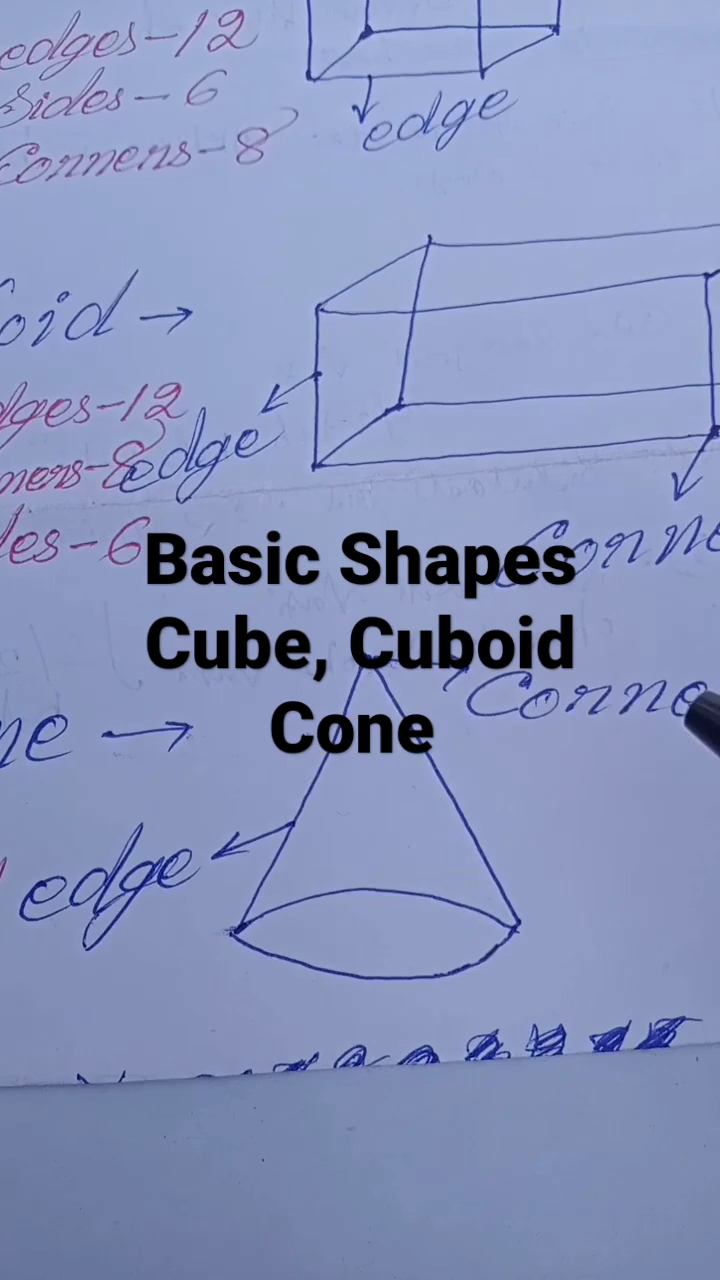 edges-12
Sides-6
Connens-8
edge
oid →
dges-12
edge
ners-8
les-6
Conne
Basic Shapes
Cube, Cuboid
Cone
Conne
ne →
edge